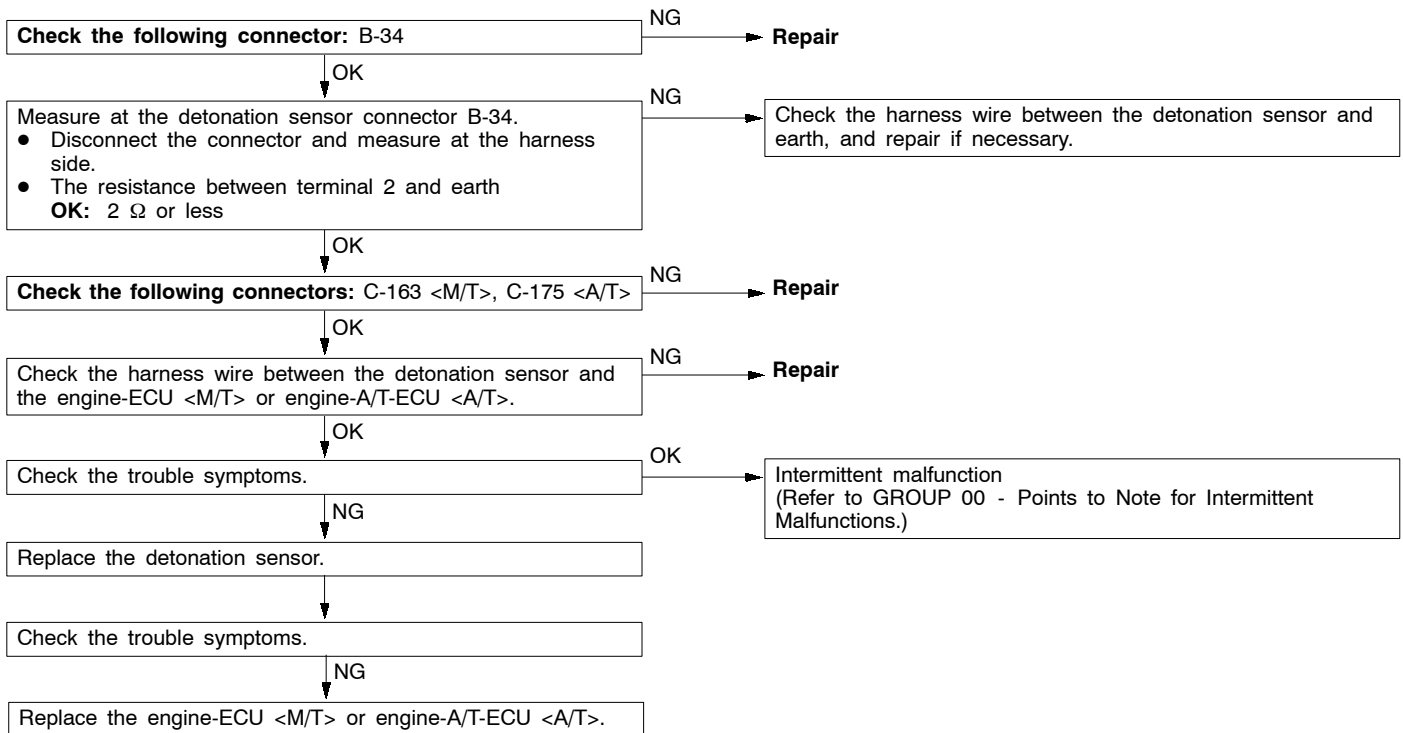 Check the following connector: B-34
NG
Repair
OK
Measure at the detonation sensor connector B-34.
● Disconnect the connector and measure at the harness
side.
● The resistance between terminal 2 and earth
OK: 2 Ω or less
NG
Check the harness wire between the detonation sensor and
earth, and repair if necessary.
OK
Check the following connectors: C-163 <M/T>, C-175 <A/T>
NG
Repair
OK
Check the harness wire between the detonation sensor and
the engine-ECU <M/T> or engine-A/T-ECU <A/T>.
NG
Repair
OK
Check the trouble symptoms.
OK
Intermittent malfunction
(Refer to GROUP 00 - Points to Note for Intermittent
Malfunctions.)
NG
Replace the detonation sensor.
Check the trouble symptoms.
NG
Replace the engine-ECU <M/T> or engine-A/T-ECU <A/T>.